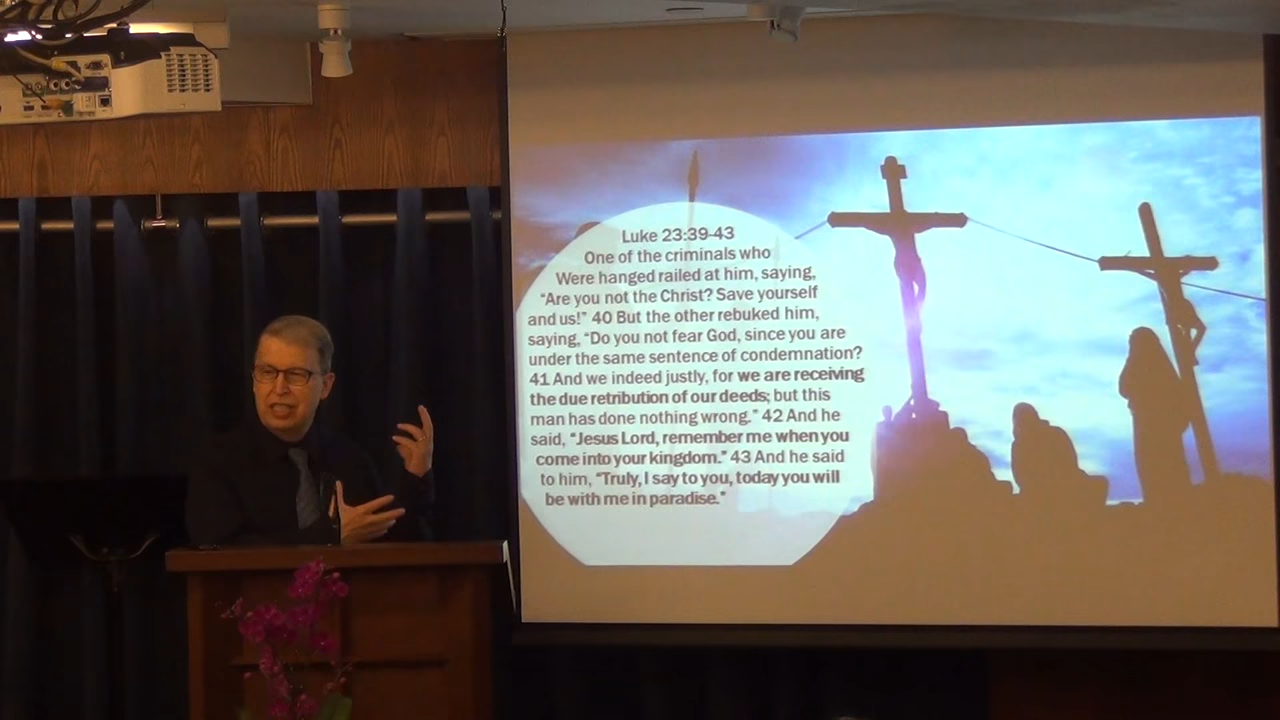 Luke 23:39-43
One of the criminals who
Were hanged railed at him, saying,
“Are you not the Christ? Save yourself
and us!” 40 But the other rebuked him,
saying, “Do you not fear God, since you are
under the same sentence of condemnation?
41 And we indeed justly, for we are receiving
the due retribution of our deeds; but this
man has done nothing wrong.” 42 And he
said, “Jesus Lord, remember me when you
come into your kingdom.” 43 And he said
to him, “Truly, I say to you, today you will
be with me in paradise.”